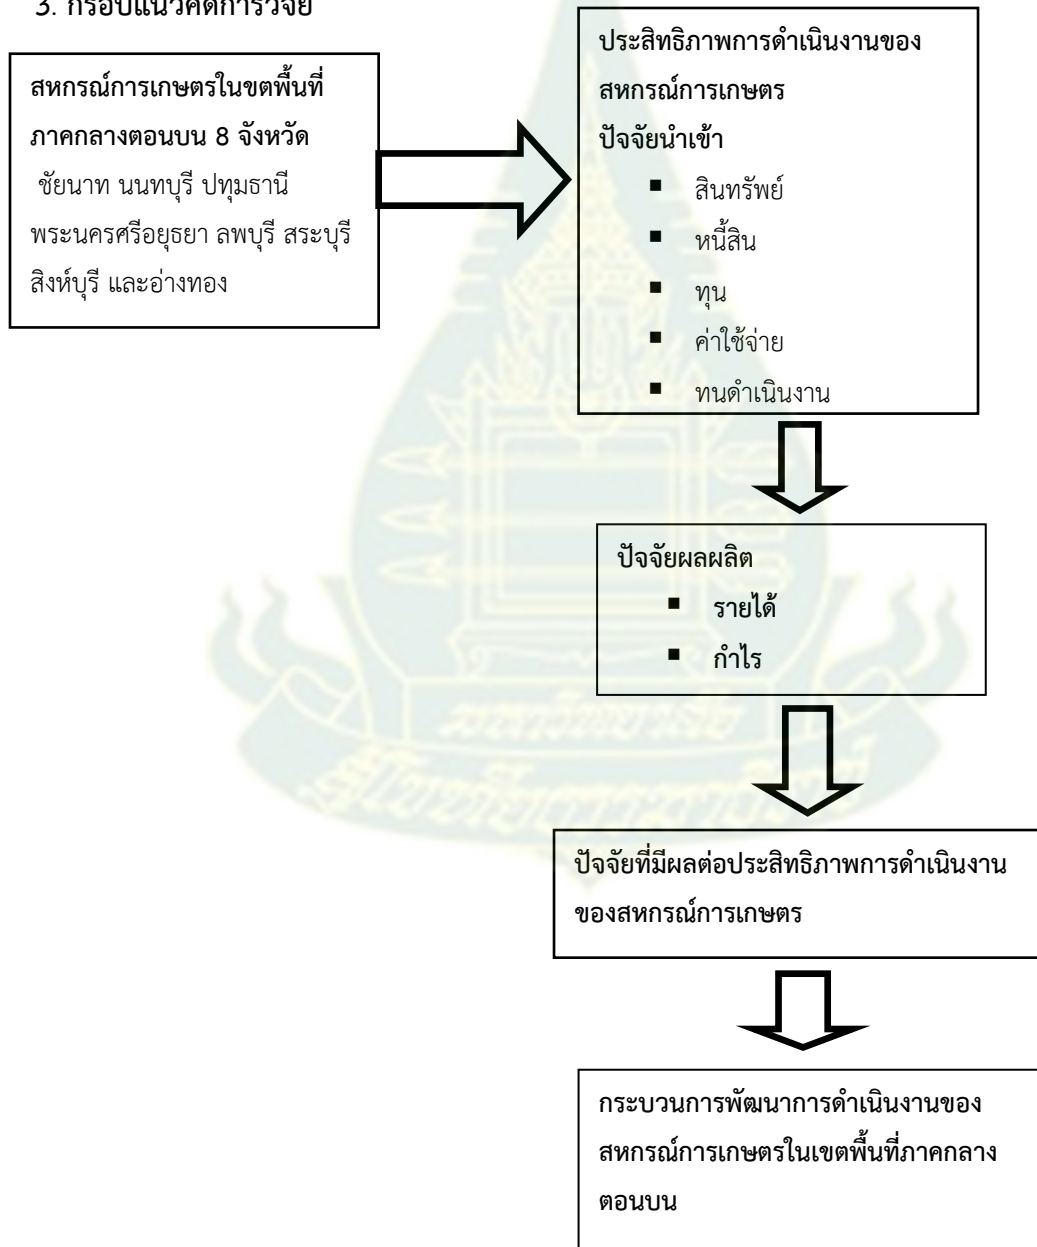 3. กรอบแนวคิดการวิจัย
สหกรณ์การเกษตรในขตพื้นที่
ภาคกลางตอนบน 8 จังหวัด
ชัยนาท นนทบุรี ปทุมธานี
พระนครศรีอยุธยา ลพบุรี สระบุรี
สิงห์บุรี และอ่างทอง
ประสิทธิภาพการดำเนินงานของ
สหกรณ์การเกษตร
ปัจจัยนำเข้า
▪ สินทรัพย์
▪ หนี้สิน
▪ ทุน
▪ ค่าใช้จ่าย
▪ ทนดำเนินงาน
ปัจจัยผลผลิต
▪ รายได้
▪ กำไร
ปัจจัยที่มีผลต่อประสิทธิภาพการดำเนินงาน
ของสหกรณ์การเกษตร
กระบวนการพัฒนาการดำเนินงานของ
สหกรณ์การเกษตรในเขตพื้นที่ภาคกลาง
ตอนบน